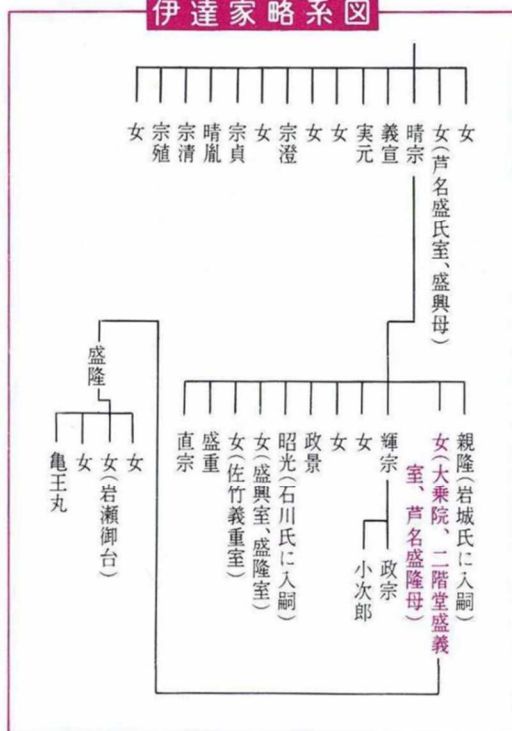 伊達家略系図
女
女(芦名盛氏室、盛興母)
晴宗
義宣
実元
女
女
宗澄
女
宗貞
晴胤
宗清
宗殖
女
親隆(岩城氏に入嗣)
女(大乗院、二階堂盛義
室、芦名盛隆母)
輝宗
政宗
小次郎
女
女
政景
昭光(石川氏に入嗣)
女(盛興室、盛隆室)
女(佐竹義重室)
盛重
直宗
盛隆
女
女(岩瀬御台)
女
亀王丸